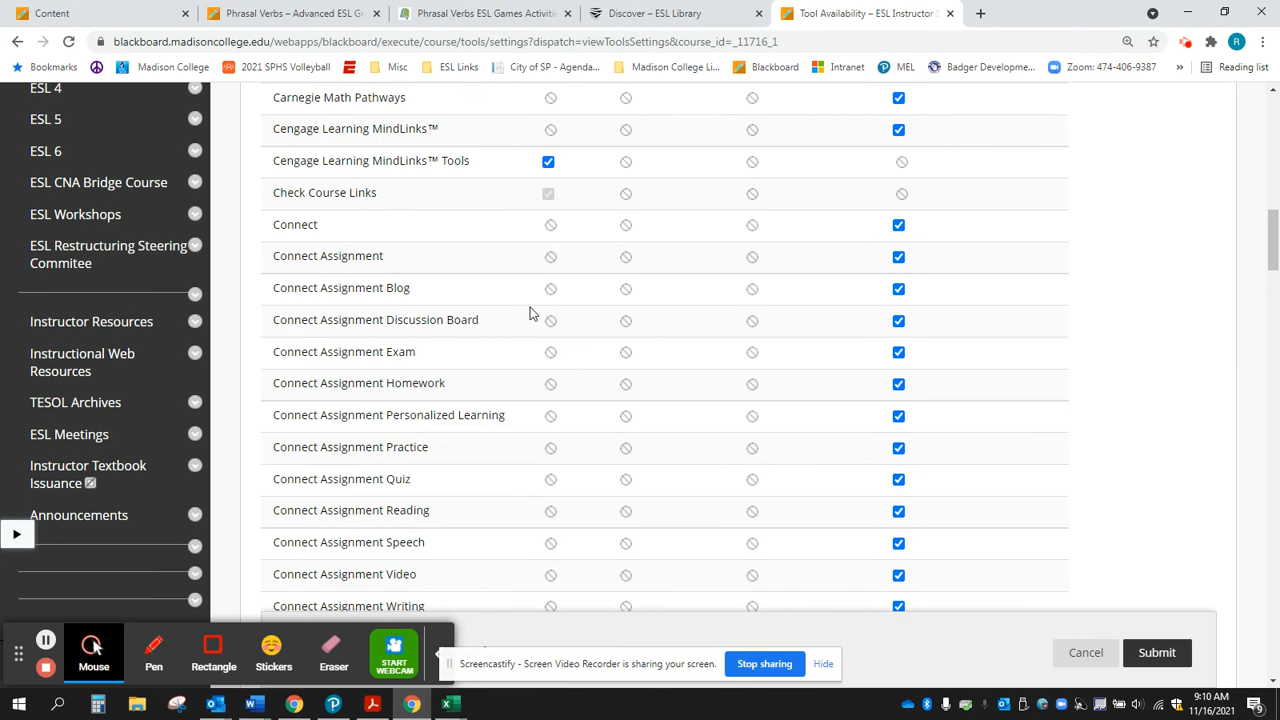 Content
Phrasal Verbs – Advanced ESL Gr
Phrasal Verbs ESL Games Activiti
Discover – ESL Library
Tool Availability – ESL Instructor S
blackboard.madisoncollege.edu/webapps/blackboard/execute/course/tools/settings?dispatch=viewToolsSettings&course_id=_11716_1
R
Bookmarks
Madison College
2021 SPHS Volleyball
Misc
ESL Links
City of SP - Agenda...
Madison College Li...
Blackboard
Intranet
MEL
Badger Developme...
Zoom: 474-406-9387
»
Reading list
ESL 4
ESL 5
ESL 6
ESL CNA Bridge Course
ESL Workshops
ESL Restructuring Steering
Commitee
Instructor Resources
Instructional Web
Resources
TESOL Archives
ESL Meetings
Instructor Textbook
Issuance
Announcements
Carnegie Math Pathways
Cengage Learning MindLinks™
Cengage Learning MindLinks™ Tools
Check Course Links
Connect
Connect Assignment
Connect Assignment Blog
Connect Assignment Discussion Board
Connect Assignment Exam
Connect Assignment Homework
Connect Assignment Personalized Learning
Connect Assignment Practice
Connect Assignment Quiz
Connect Assignment Reading
Connect Assignment Speech
Connect Assignment Video
Connect Assignment Writing
Cancel
Submit
Mouse
Pen
Rectangle
Stickers
Eraser
START
WEBCAM
Screencastify - Screen Video Recorder is sharing your screen.
Stop sharing
Hide
9:10 AM
11/16/2021